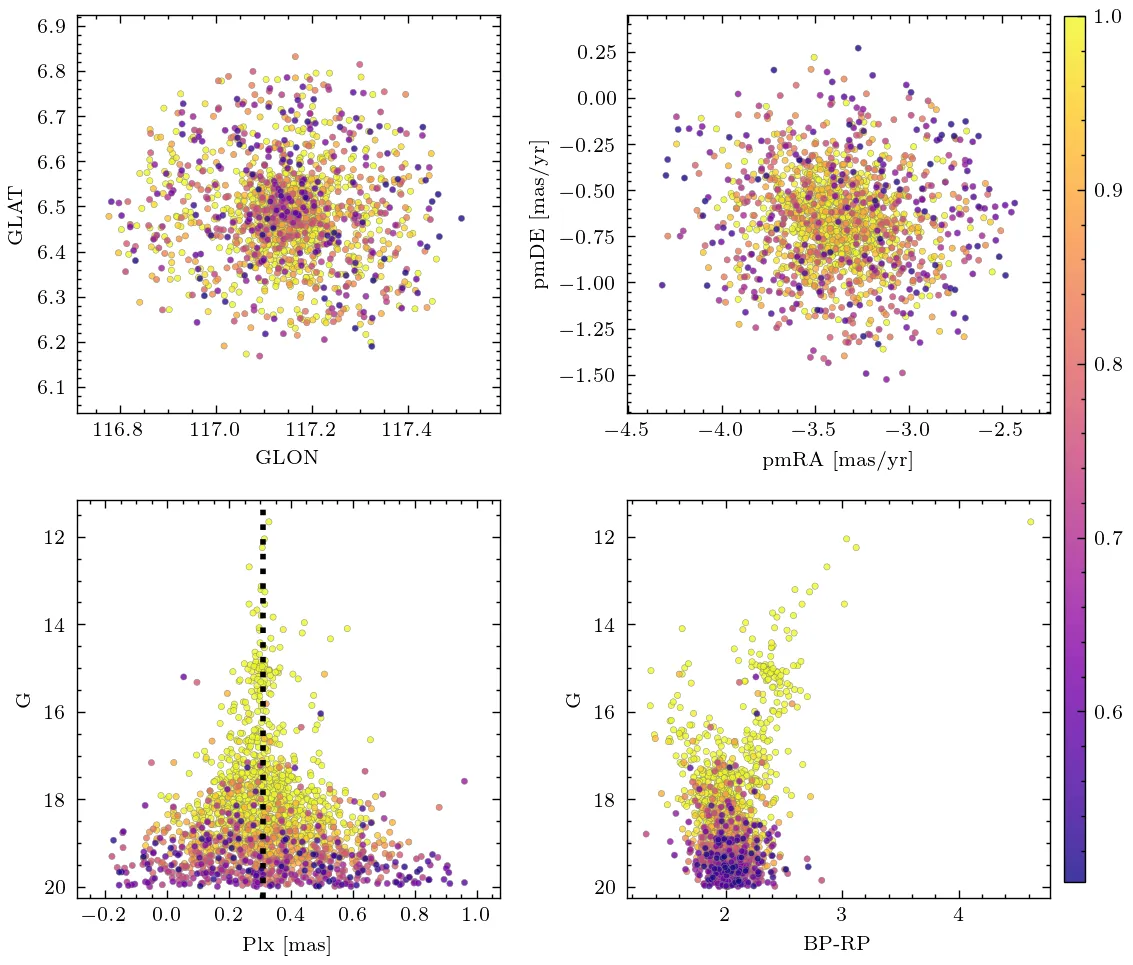 6.9
6.8
6.7
6.6
6.5
6.4
6.3
6.2
6.1
GLAT
116.8 117.0 117.2 117.4
GLON
0.25
0.00
−0.25
−0.50
−0.75
−1.00
−1.25
−1.50
pmDE [mas/yr]
−4.5 −4.0 −3.5 −3.0 −2.5
pmRA [mas/yr]
1.0
0.9
0.8
0.7
0.6
12
14
16
18
20
G
−0.2 0.0 0.2 0.4 0.6 0.8 1.0
Plx [mas]
12
14
16
18
20
G
2 3 4
BP-RP